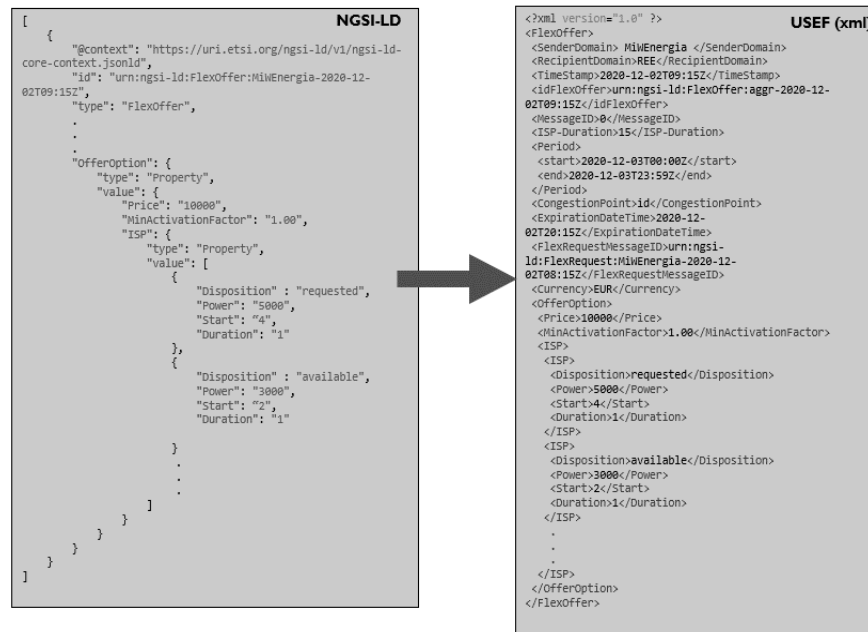 NGSI-LD
[
{
"@context": "https://uri.etsi.org/ngsi-ld/v1/ngsi-ld-
core-context.jsonld",
"id": "urn:ngsi-ld:FlexOffer:MiWEnergia-2020-12-
02T09:15Z",
"type": "FlexOffer",
.
.
.
"OfferOption": {
"type": "Property",
"value": {
"Price": "10000",
"MinActivationFactor": "1.00",
"ISP": {
"type": "Property",
"value": [
{
"Disposition" : "requested",
"Power": "5000",
"Start": “4",
"Duration": "1"
},
{
"Disposition" : "available",
"Power": "3000",
"Start": “2",
"Duration": "1"
}
.
.
.
]
}
}
}
}
]
USEF (xml)
<?xml version="1.0" ?>
<FlexOffer>
<SenderDomain> MiWEnergia </SenderDomain>
<RecipientDomain>REE</RecipientDomain>
<TimeStamp>2020-12-02T09:15Z</TimeStamp>
<idFlexOffer>urn:ngsi-ld:FlexOffer:aggr-2020-12-
02T09:15Z</idFlexOffer>
<MessageID>0</MessageID>
<ISP-Duration>15</ISP-Duration>
<Period>
<start>2020-12-03T00:00Z</start>
<end>2020-12-03T23:59Z</end>
</Period>
<CongestionPoint>id</CongestionPoint>
<ExpirationDateTime>2020-12-
02T20:15Z</ExpirationDateTime>
<FlexRequestMessageID>urn:ngsi-
ld:FlexRequest:MiWEnergia-2020-12-
02T08:15Z</FlexRequestMessageID>
<Currency>EUR</Currency>
<OfferOption>
<Price>10000</Price>
<MinActivationFactor>1.00</MinActivationFactor>
<ISP>
<ISP>
<Disposition>requested</Disposition>
<Power>5000</Power>
<Start>4</Start>
<Duration>1</Duration>
</ISP>
<ISP>
<Disposition>available</Disposition>
<Power>3000</Power>
<Start>2</Start>
<Duration>1</Duration>
</ISP>
.
.
.
</ISP>
</OfferOption>
</FlexOffer>